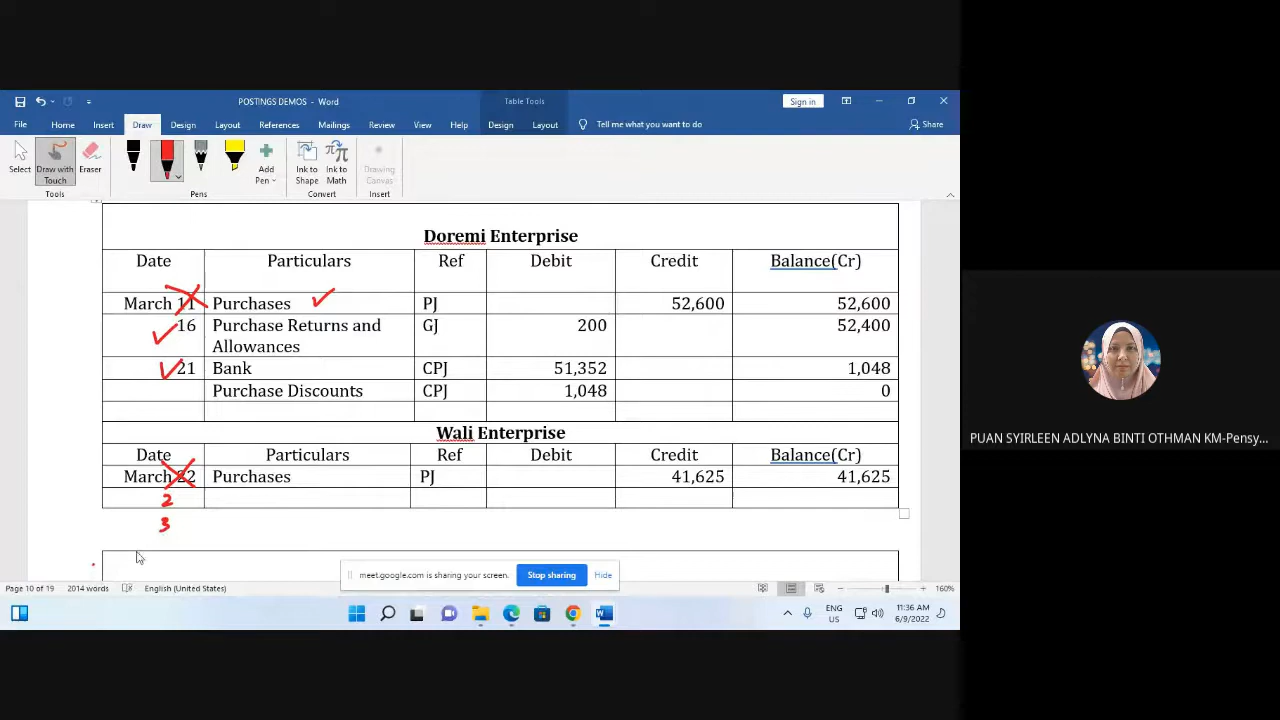 POSTINGS DEMOS - Word
Table Tools
Sign in
File Home Insert Draw Design Layout References Mailings Review View Help Design Layout Tell me what you want to do Share
Select Draw with Touch Eraser Add Pen Ink to Shape Ink to Math Drawing Canvas
Tools Pens Convert Insert
Doremi Enterprise
Date Particulars Ref Debit Credit Balance(Cr)
March 11 Purchases PJ 52,600 52,600
16 Purchase Returns and Allowances GJ 200 52,400
21 Bank CPJ 51,352 1,048
Purchase Discounts CPJ 1,048 0
Wali Enterprise
Date Particulars Ref Debit Credit Balance(Cr)
March 22 Purchases PJ 41,625 41,625
2
3
meet.google.com is sharing your screen. Stop sharing Hide
Page 10 of 19 2014 words English (United States) 160%
ENG US 11:36 AM 6/9/2022
PUAN SYIRLEEN ADLYNA BINTI OTHMAN KM-Pensy...